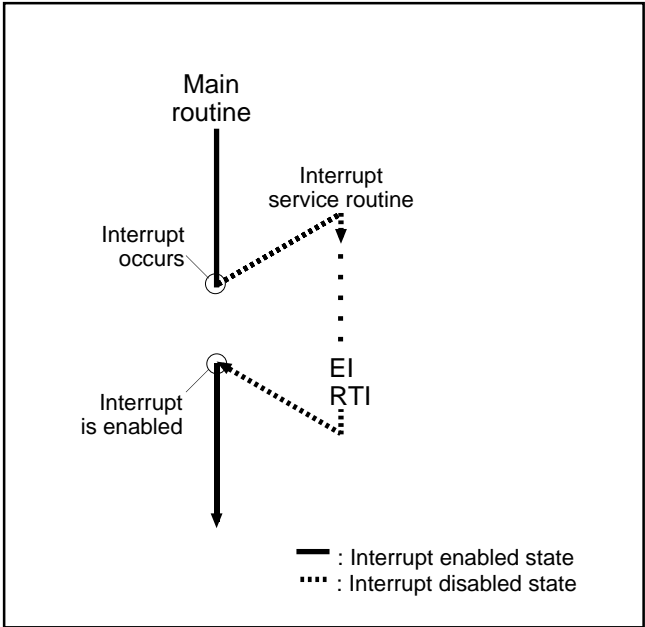 Main
routine
Interrupt
service routine
Interrupt
occurs
EI
RTI
Interrupt
is enabled
: Interrupt enabled state
: Interrupt disabled state